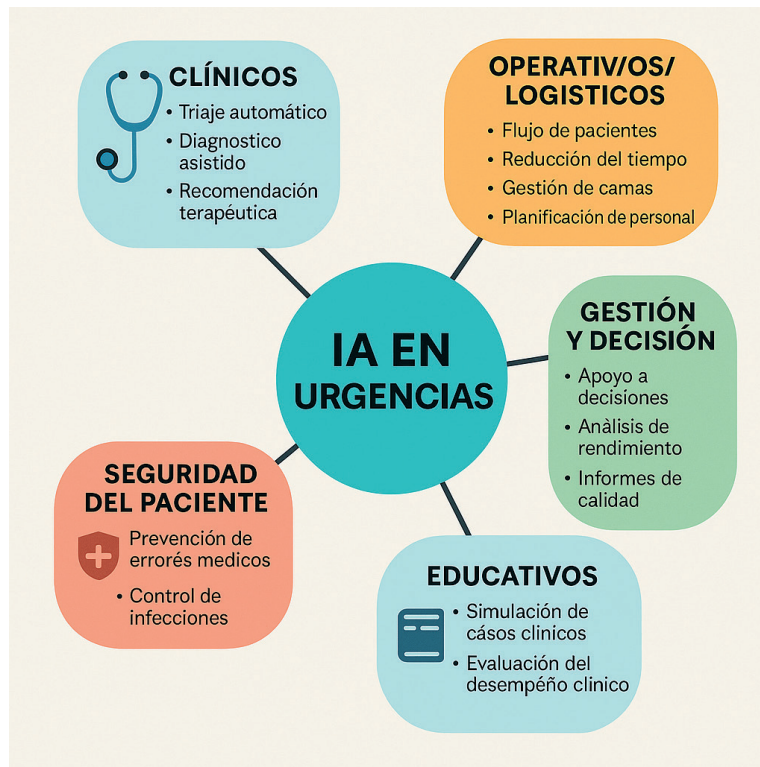 CLÍNICOS
• Triaje automático
• Diagnostico
asistido
• Recomendación
terapéutica
OPERATIV/OS/
LOGISTICOS
• Flujo de pacientes
• Reducción del tiempo
• Gestión de camas
• Planificación de personal
IA EN
URGENCIAS
GESTIÓN
Y DECISIÓN
• Apoyo a
decisiones
• Anàlisis de
rendimiento
• Informes de
calidad
SEGURIDAD
DEL PACIENTE
Prevención de
errorés medicos
• Control de
infecciones
EDUCATIVOS
• Simulación de
cásos clinicos
• Evaluación del
desempéño clinico